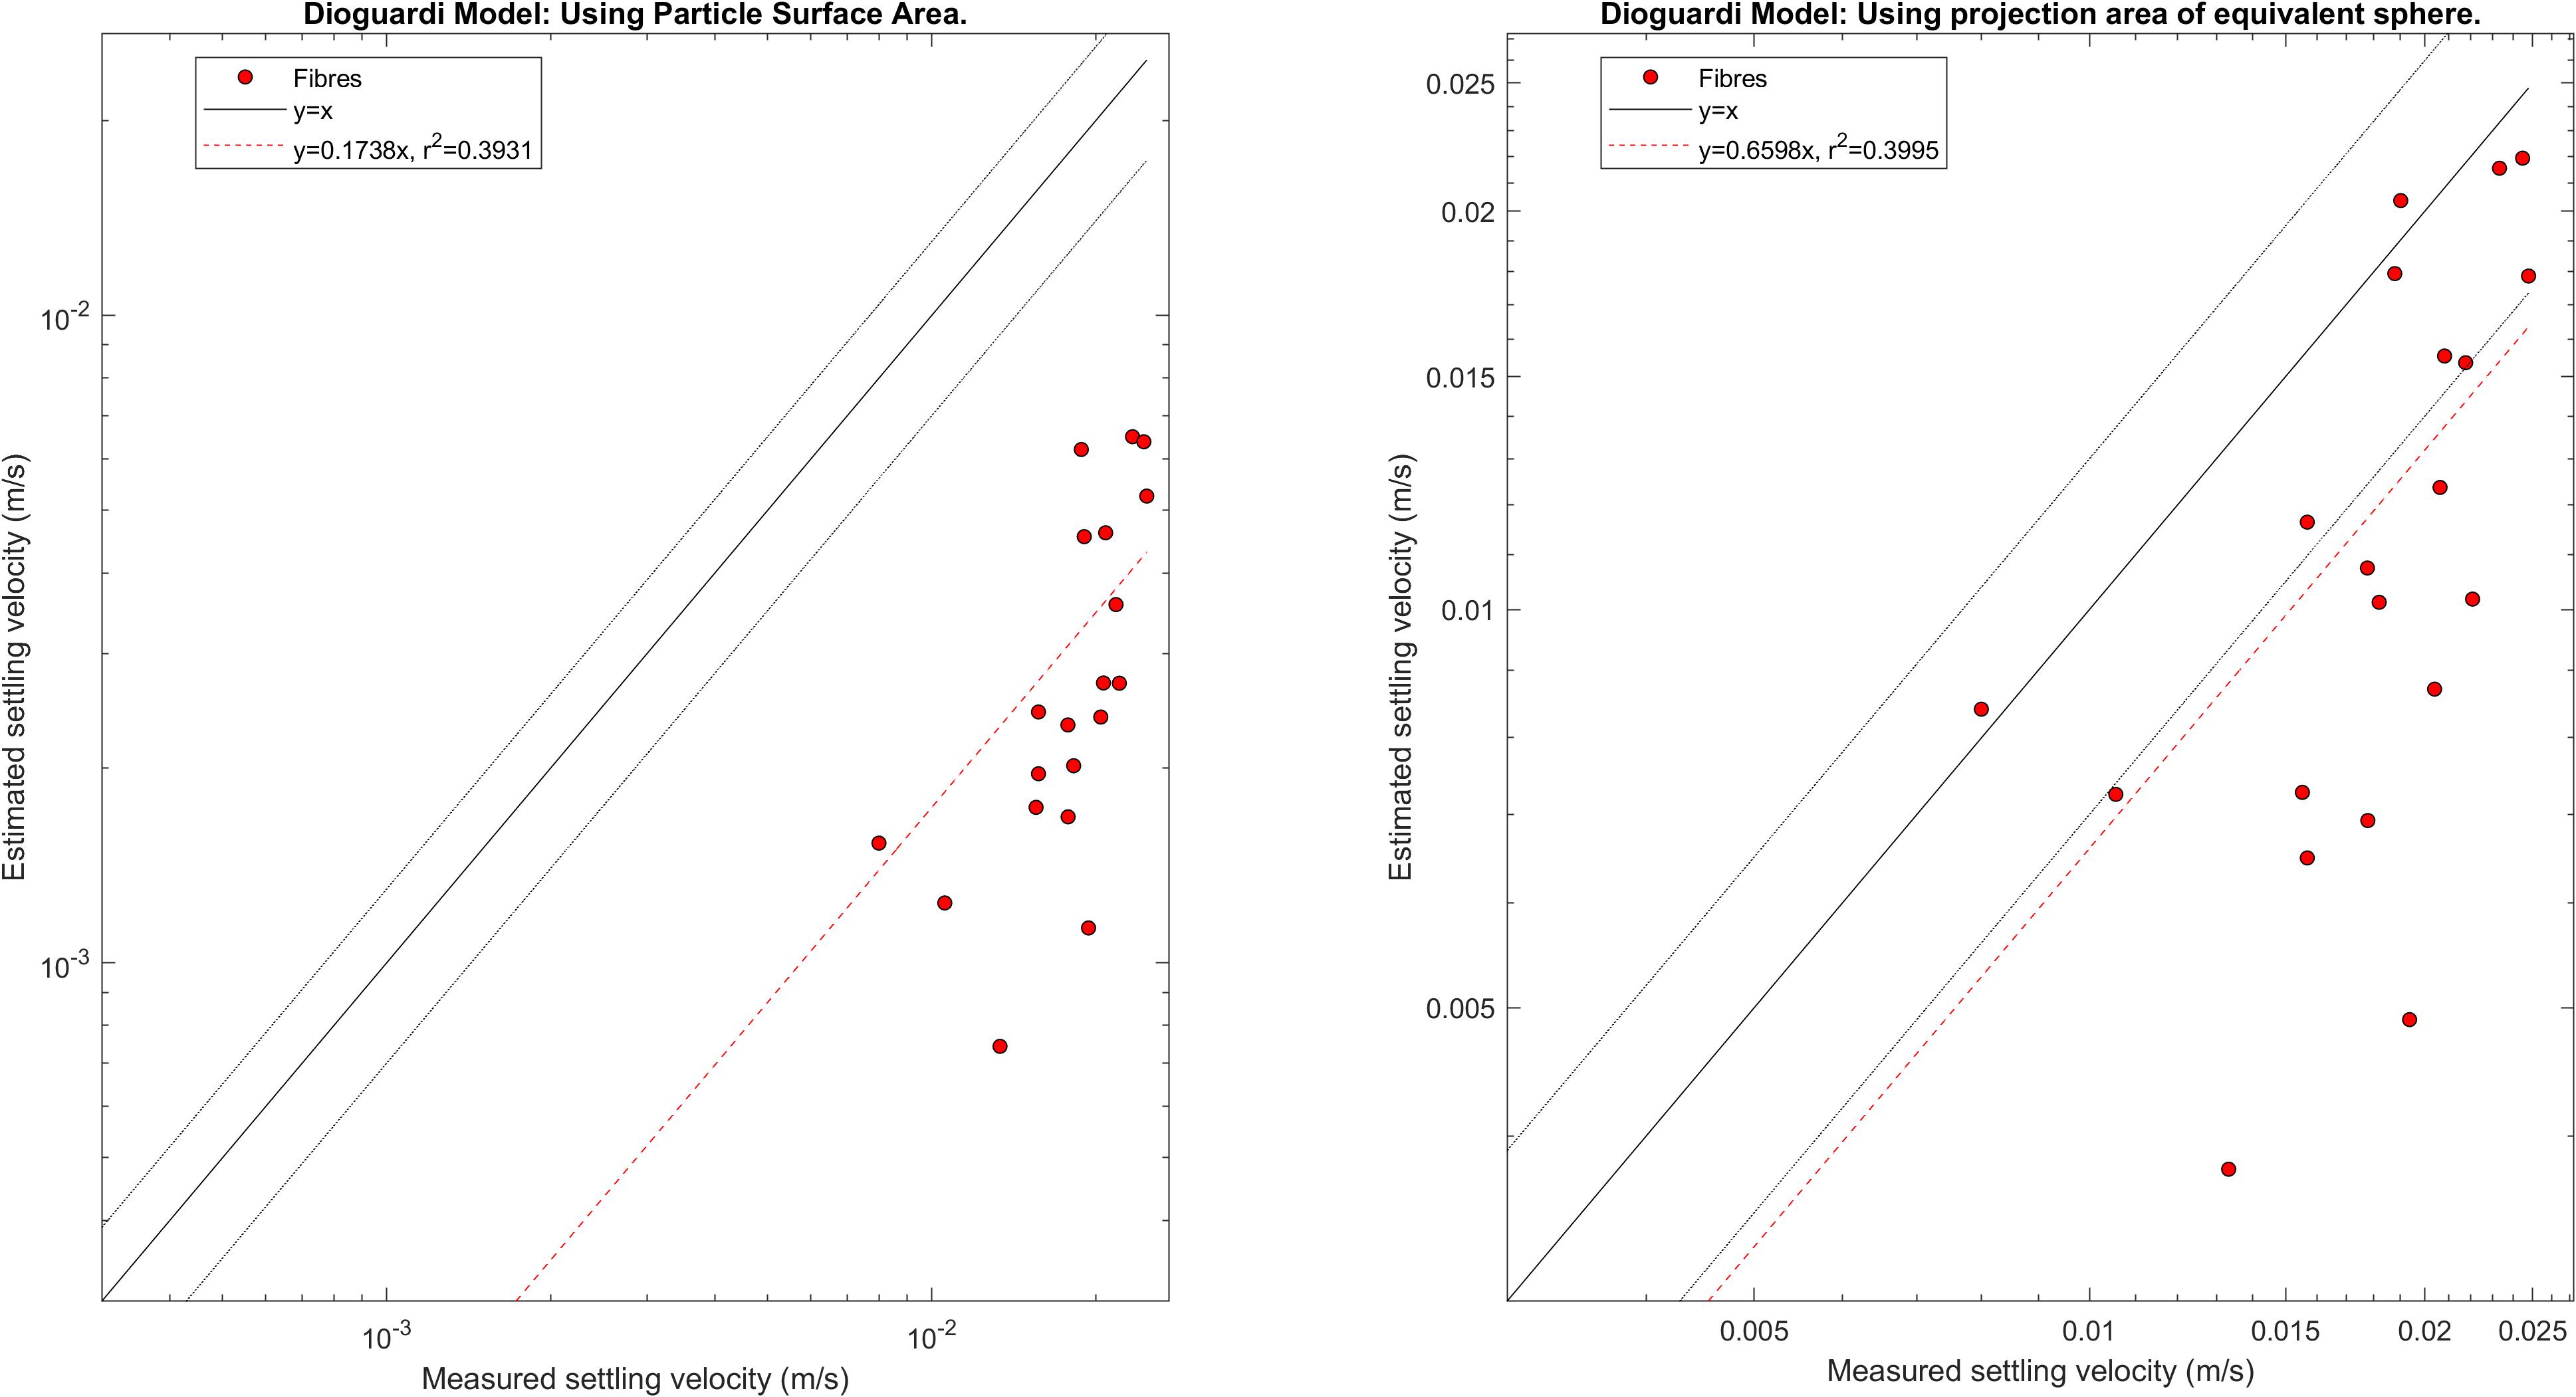 Dioguardi Model: Using Particle Surface Area.
Fibres
y=x
y=0.1738x, r²=0.3931
10⁻²
10⁻³
Estimated settling velocity (m/s)
10⁻³ 10⁻²
Measured settling velocity (m/s)
Dioguardi Model: Using projection area of equivalent sphere.
Fibres
y=x
y=0.6598x, r²=0.3995
0.025
0.02
0.015
0.01
0.005
Estimated settling velocity (m/s)
0.005 0.01 0.015 0.02 0.025
Measured settling velocity (m/s)